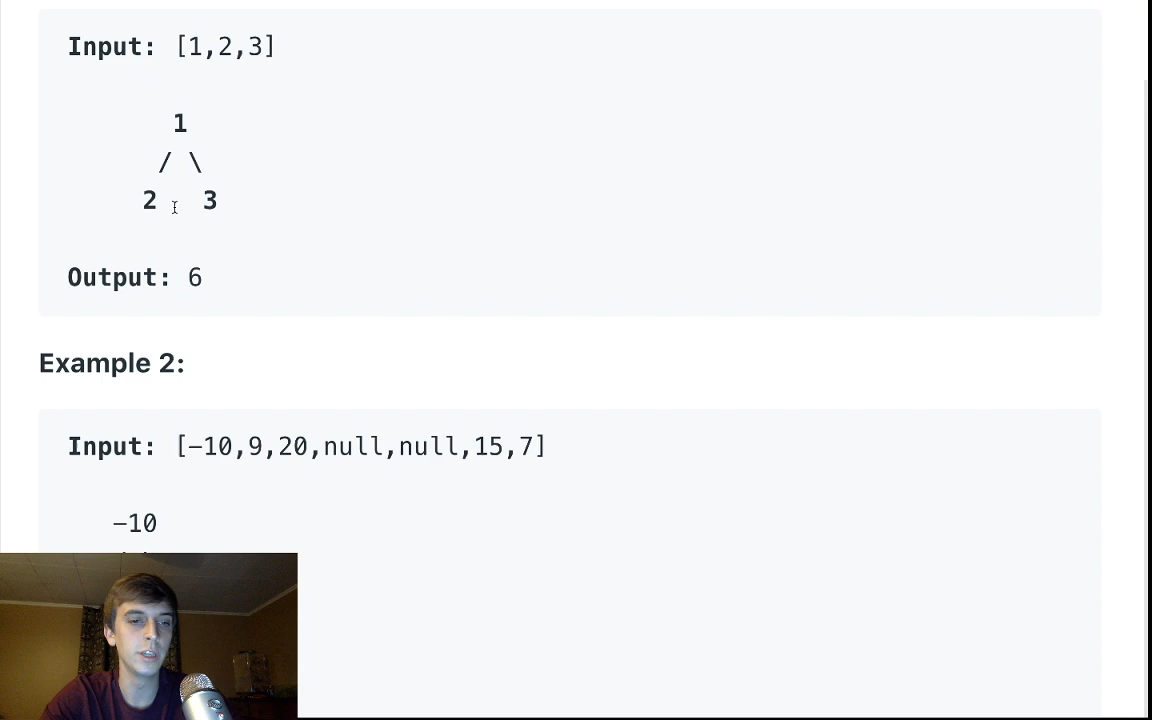 Input: [1,2,3]
1
/ \
2 3
Output: 6
Example 2:
Input: [-10,9,20,null,null,15,7]
-10